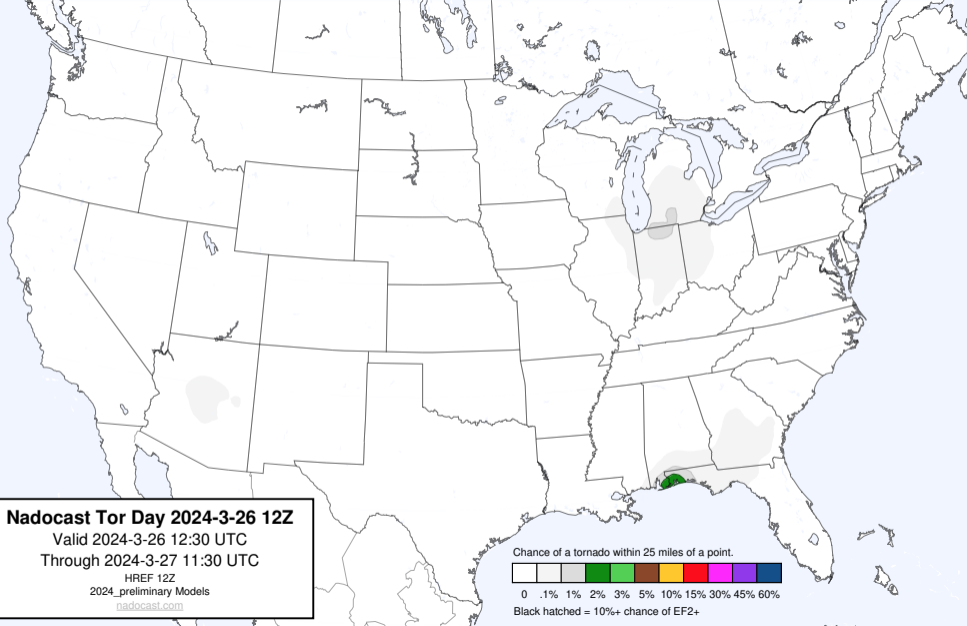 Nadocast Tor Day 2024-3-26 12Z
Valid 2024-3-26 12:30 UTC
Through 2024-3-27 11:30 UTC
HREF 12Z
2024_preliminary Models
nadocast.com
Chance of a tornado within 25 miles of a point.
0 .1% 1% 2% 3% 5% 10% 15% 30% 45% 60%
Black hatched = 10%+ chance of EF2+